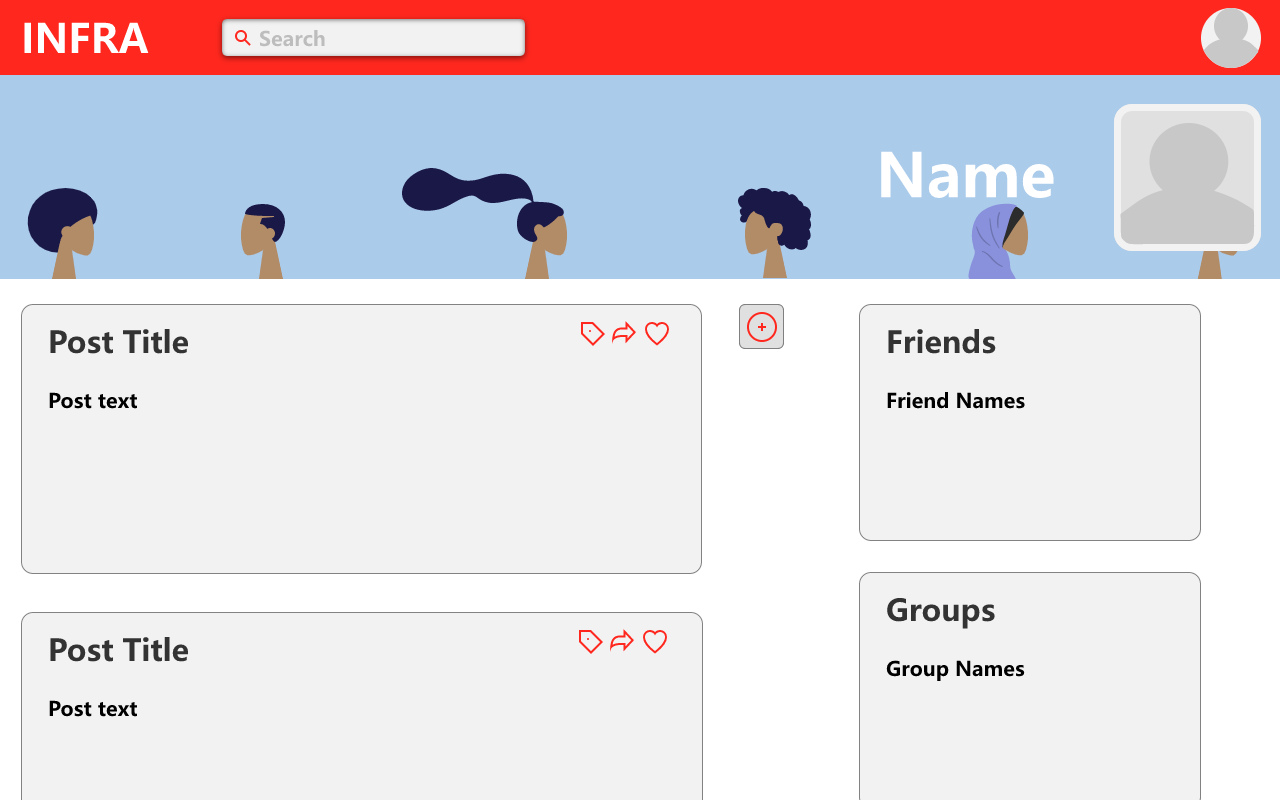 INFRA
Search
Name
Post Title
Post text
Friends
Friend Names
Post Title
Post text
Groups
Group Names